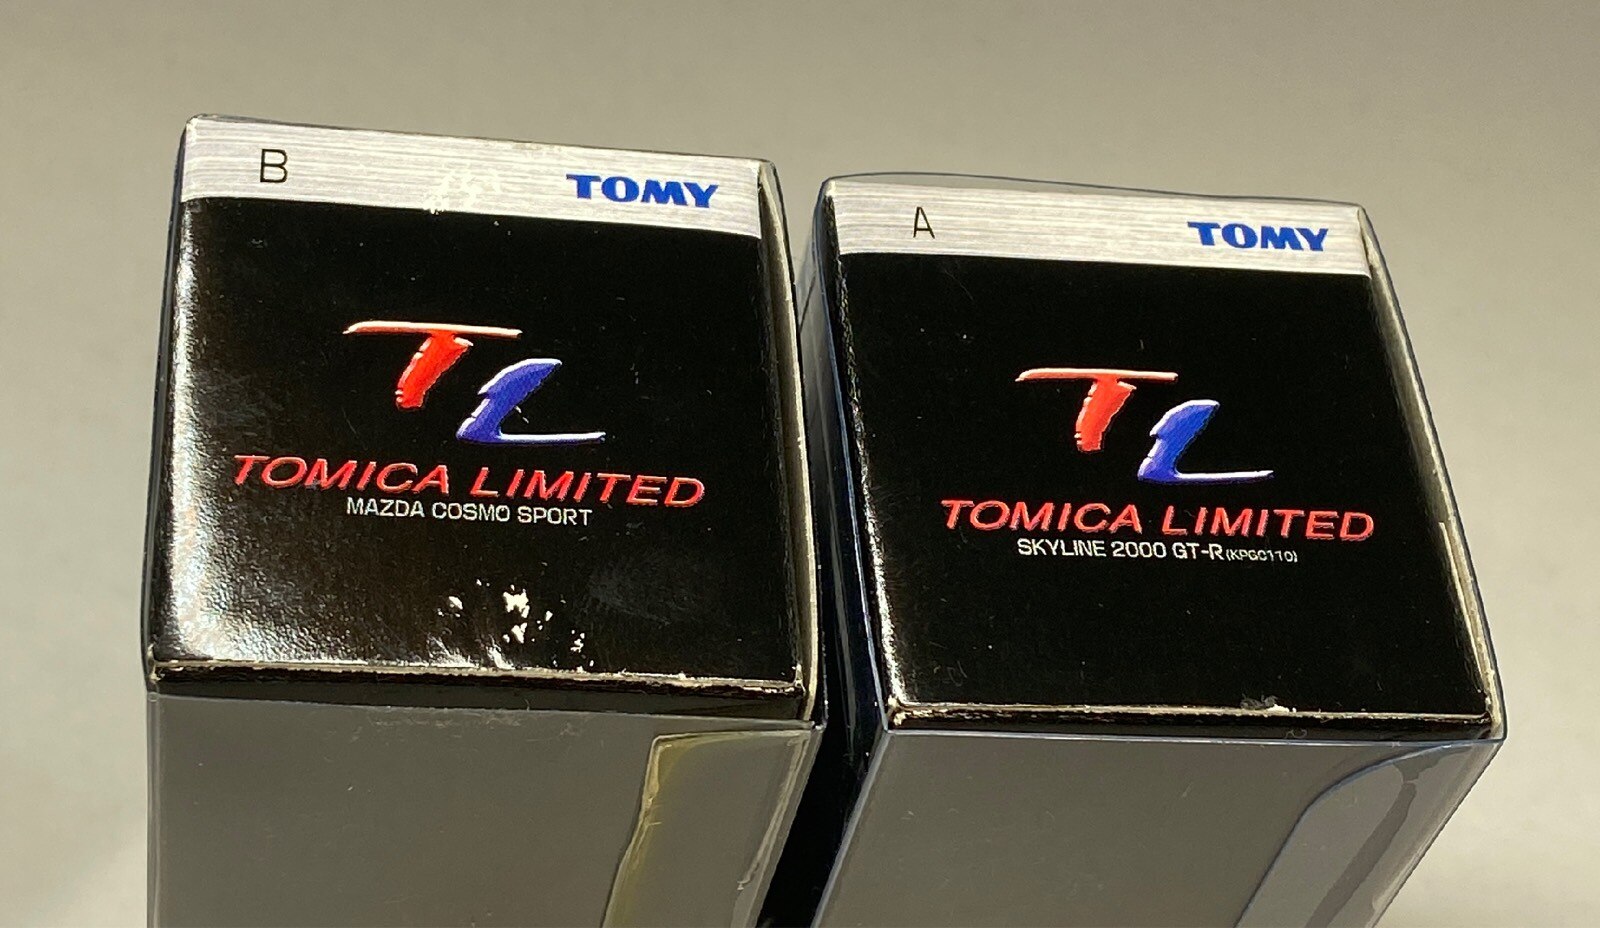 B
TOMY
TL
TOMICA LIMITED
MAZDA COSMO SPORT
A
TOMY
TL
TOMICA LIMITED
SKYLINE 2000 GT-R (KPGC110)